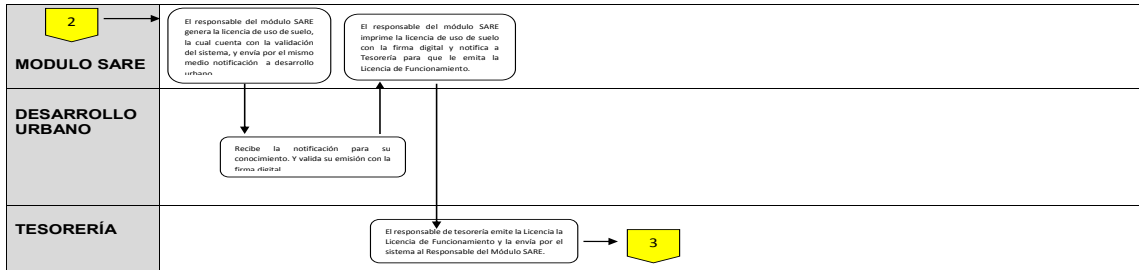 2
MODULO SARE
El responsable del módulo SARE
genera la licencia de uso de suelo,
la cual cuenta con la validación
del sistema, y envía por el mismo
medio notificación a desarrollo
urbano
El responsable del módulo SARE
imprime la licencia de uso de suelo
con la firma digital y notifica a
Tesorería para que le emita la
Licencia de Funcionamiento.
DESARROLLO
URBANO
Recibe la notificación para su
conocimiento. Y valida su emisión con la
firma digital
TESORERÍA
El responsable de tesorería emite la Licencia la
Licencia de Funcionamiento y la envía por el
sistema al Responsable del Módulo SARE.
3